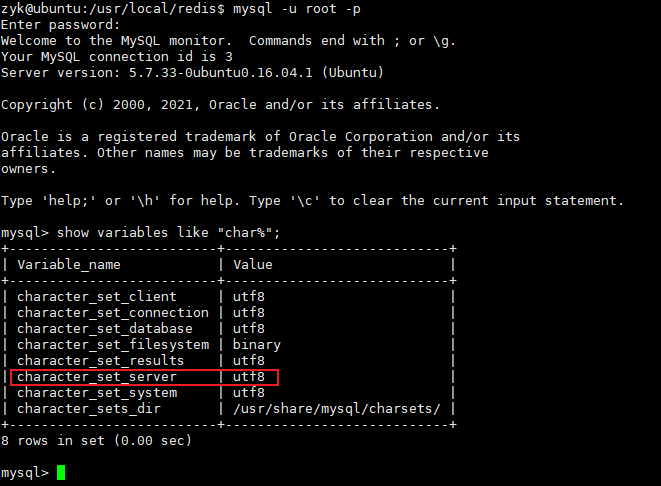 zyk@ubuntu:/usr/local/redis$ mysql -u root -p
Enter password:
Welcome to the MySQL monitor.  Commands end with ; or \g.
Your MySQL connection id is 3
Server version: 5.7.33-0ubuntu0.16.04.1 (Ubuntu)

Copyright (c) 2000, 2021, Oracle and/or its affiliates.

Oracle is a registered trademark of Oracle Corporation and/or its
affiliates. Other names may be trademarks of their respective
owners.

Type 'help;' or '\h' for help. Type '\c' to clear the current input statement.

mysql> show variables like "char%";
+--------------------------+----------------------------+
| Variable_name            | Value                      |
+--------------------------+----------------------------+
| character_set_client     | utf8                       |
| character_set_connection | utf8                       |
| character_set_database   | utf8                       |
| character_set_filesystem | binary                     |
| character_set_results    | utf8                       |
| character_set_server     | utf8                       |
| character_set_system     | utf8                       |
| character_sets_dir       | /usr/share/mysql/charsets/ |
+--------------------------+----------------------------+
8 rows in set (0.00 sec)

mysql>